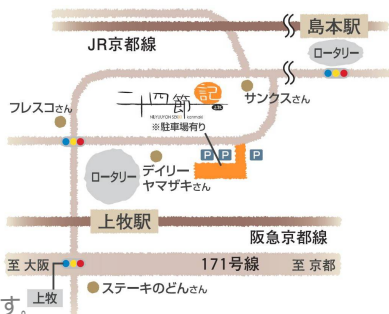 島本駅
JR京都線
ロータリー
二十四節記
サンクスさん
フレスコさん
※駐車場有り
P P P
ロータリー
デイリー
ヤマザキさん
上牧駅
阪急京都線
至 大阪
171号線
至 京都
上牧
ステーキのどんさん
す。